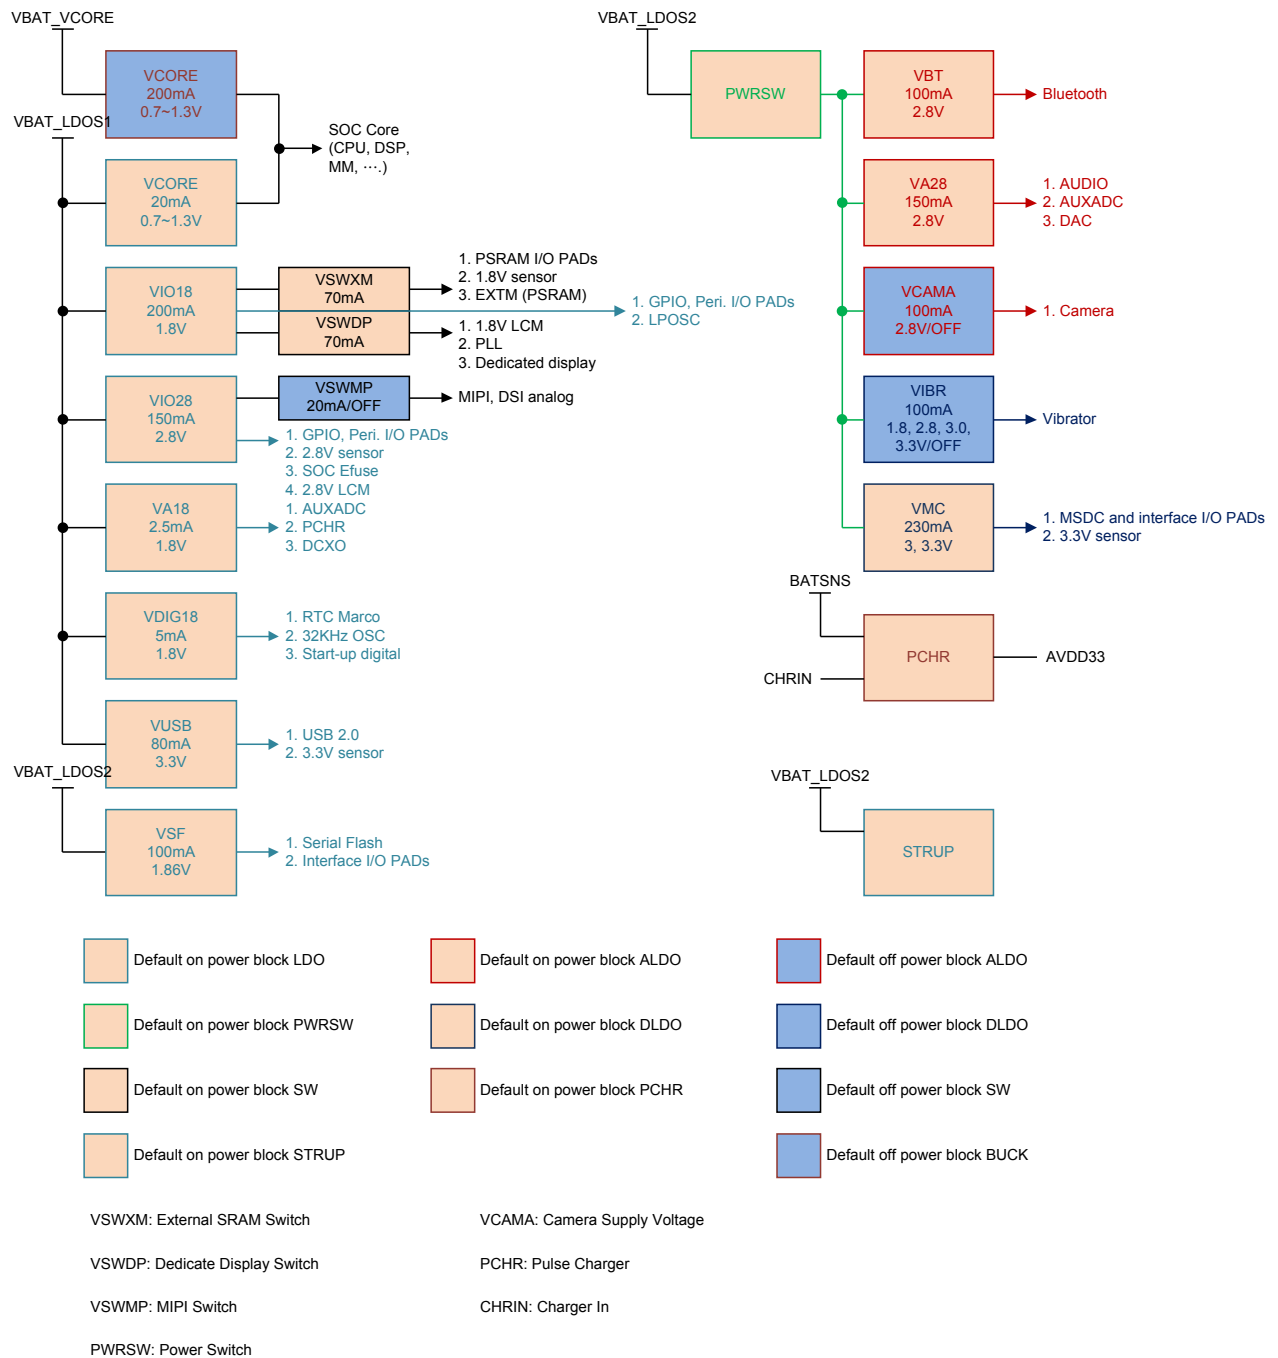 VBAT_VCORE
VCORE
200mA
0.7~1.3V
VBAT_LDOS1
SOC Core
(CPU, DSP,
MM, ….)
VCORE
20mA
0.7~1.3V
VIO18
200mA
1.8V
VSWXM
70mA
1. PSRAM I/O PADs
2. 1.8V sensor
3. EXTM (PSRAM)
1. GPIO, Peri. I/O PADs
2. LPOSC
VSWDP
70mA
1. 1.8V LCM
2. PLL
3. Dedicated display
VIO28
150mA
2.8V
VSWMP
20mA/OFF
MIPI, DSI analog
1. GPIO, Peri. I/O PADs
2. 2.8V sensor
3. SOC Efuse
4. 2.8V LCM
VA18
2.5mA
1.8V
1. AUXADC
2. PCHR
3. DCXO
VDIG18
5mA
1.8V
1. RTC Marco
2. 32KHz OSC
3. Start-up digital
VUSB
80mA
3.3V
1. USB 2.0
2. 3.3V sensor
VBAT_LDOS2
VSF
100mA
1.86V
1. Serial Flash
2. Interface I/O PADs
VBAT_LDOS2
PWRSW
VBT
100mA
2.8V
Bluetooth
VA28
150mA
2.8V
1. AUDIO
2. AUXADC
3. DAC
VCAMA
100mA
2.8V/OFF
1. Camera
VIBR
100mA
1.8, 2.8, 3.0,
3.3V/OFF
Vibrator
VMC
230mA
3, 3.3V
1. MSDC and interface I/O PADs
2. 3.3V sensor
BATSNS
PCHR
AVDD33
CHRIN
VBAT_LDOS2
STRUP
Default on power block LDO
Default on power block ALDO
Default off power block ALDO
Default on power block PWRSW
Default on power block DLDO
Default off power block DLDO
Default on power block SW
Default on power block PCHR
Default off power block SW
Default on power block STRUP
Default off power block BUCK
VSWXM: External SRAM Switch
VCAMA: Camera Supply Voltage
VSWDP: Dedicate Display Switch
PCHR: Pulse Charger
VSWMP: MIPI Switch
CHRIN: Charger In
PWRSW: Power Switch